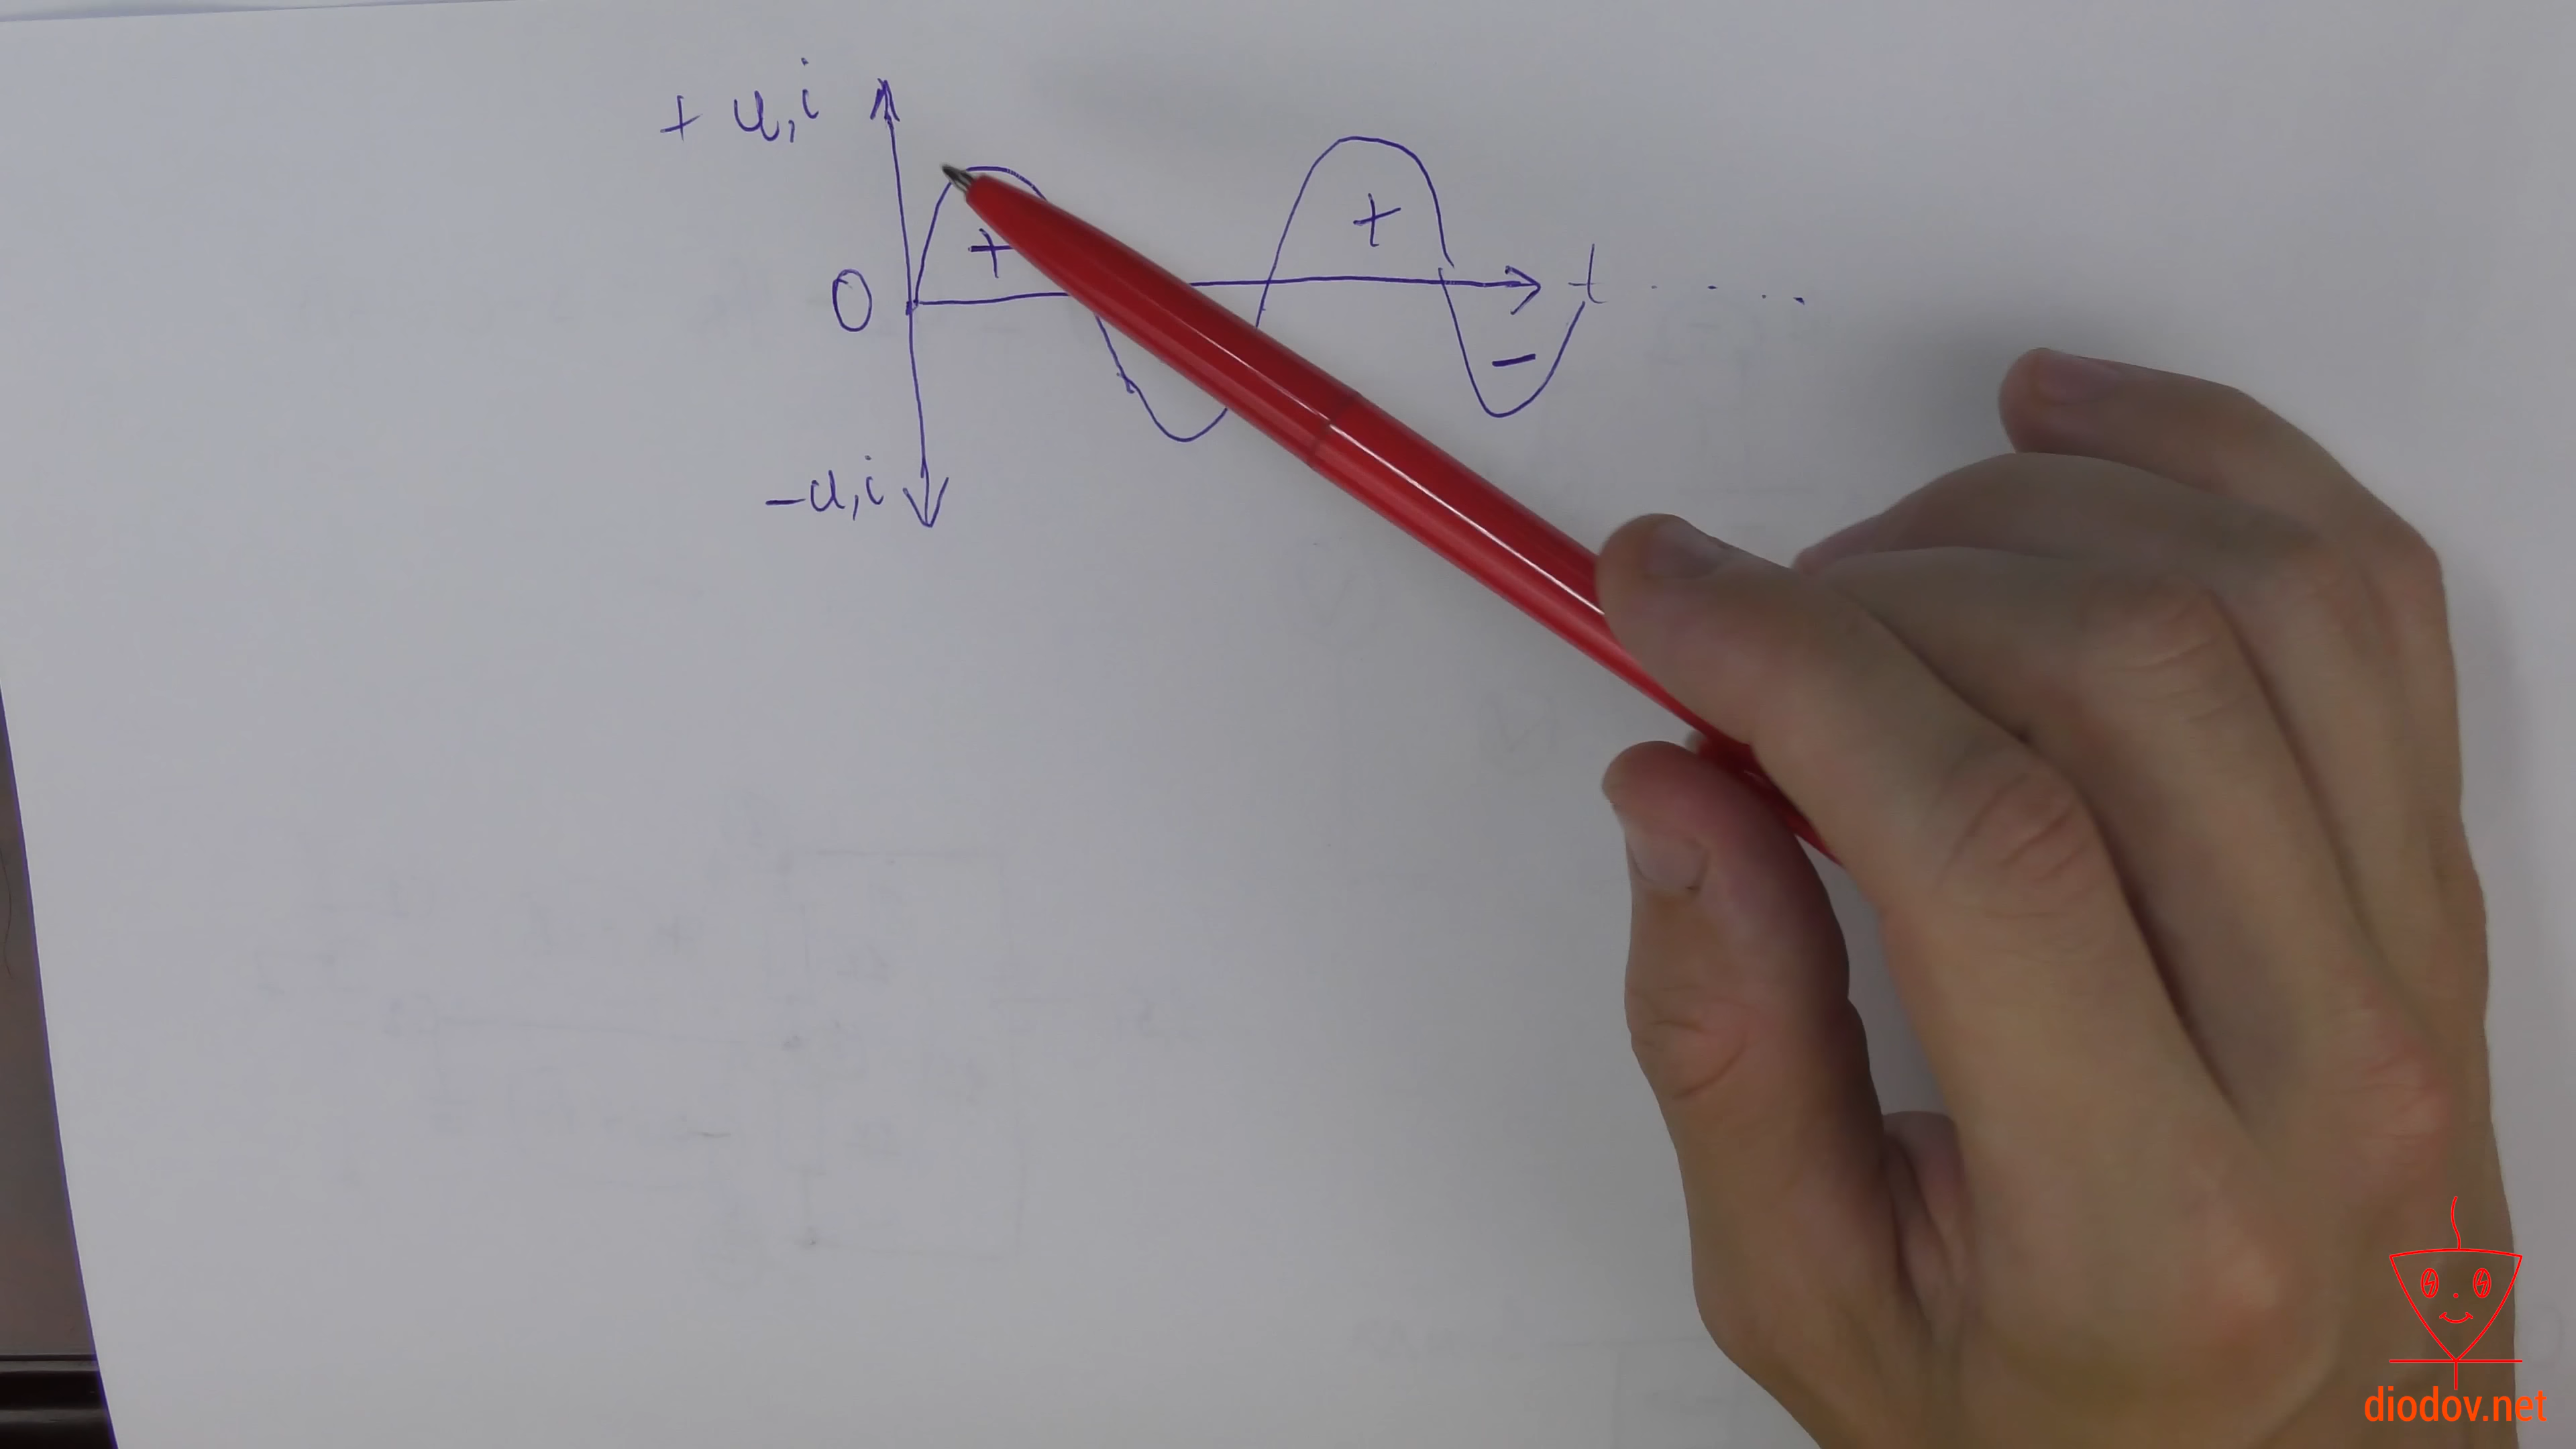 + u,i
+
+
0
t . . . .
−
−u,i
diodov.net